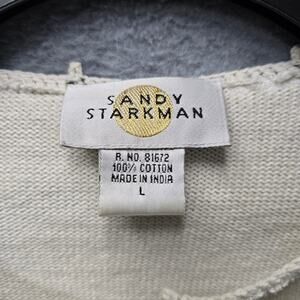 SANDY
STARKMAN
R. NO. 81672
100% COTTON
MADE IN INDIA
L